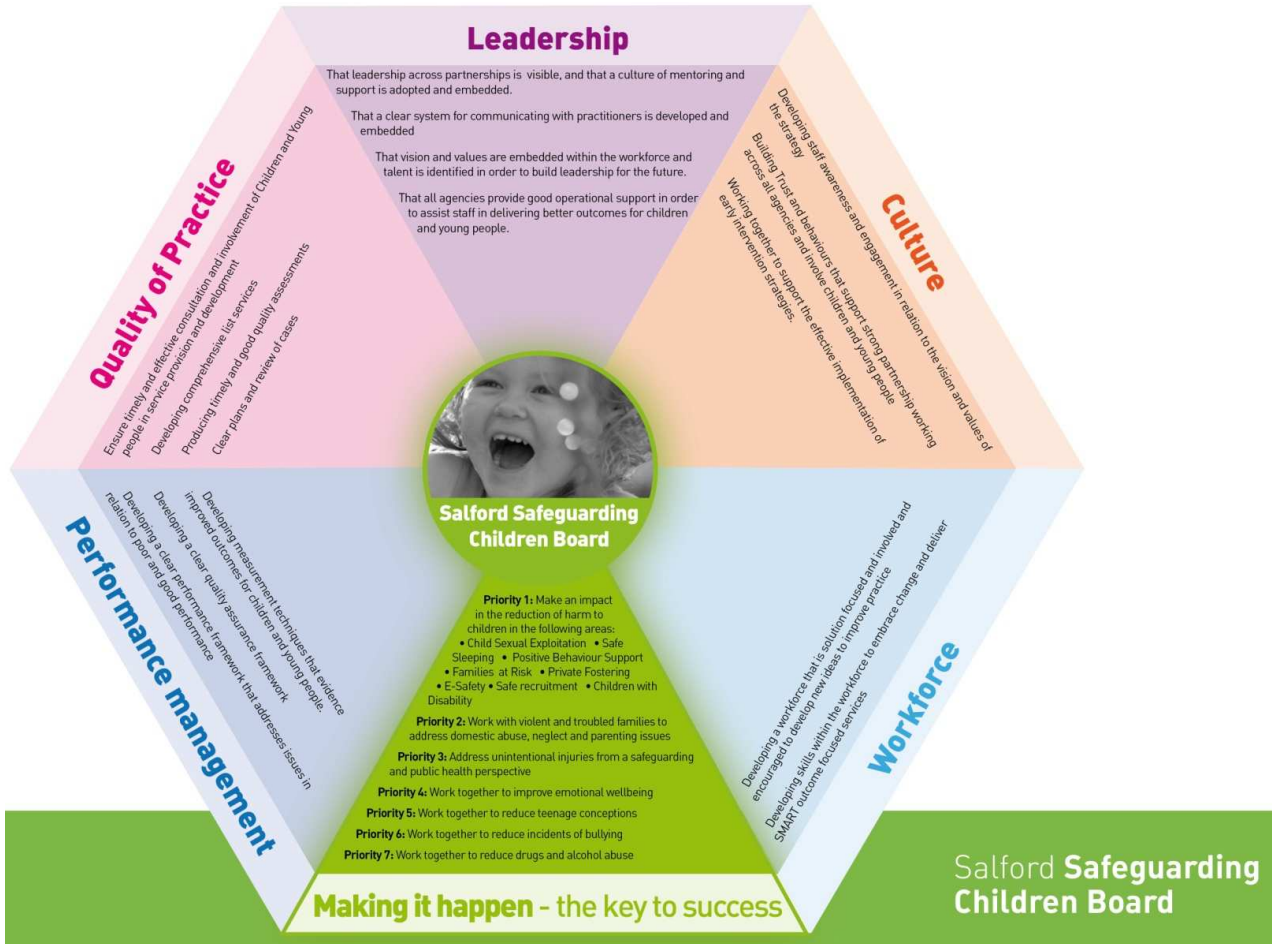 Leadership
That leadership across partnerships is visible, and that a culture of mentoring and
support is adopted and embedded.
That a clear system for communicating with practitioners is developed and
embedded
That vision and values are embedded within the workforce and
talent is identified in order to build leadership for the future.
That all agencies provide good operational support in order
to assist staff in delivering better outcomes for children
and young people.
Culture
Developing staff awareness and engagement in relation to the vision and values of
the strategy
Building Trust and behaviours that support strong partnership working
across all agencies and involve children and young people
Working together to support the effective implementation of
early intervention strategies.
Workforce
Developing a workforce that is solution focused and involved and
encouraged to develop new ideas to improve practice
Developing skills within the workforce to embrace change and deliver
SMART outcome focused services
Making it happen - the key to success
Priority 1: Make an impact
in the reduction of harm to
children in the following areas:
• Child Sexual Exploitation • Safe
Sleeping • Positive Behaviour Support
• Families at Risk • Private Fostering
• E-Safety • Safe recruitment • Children with
Disability
Priority 2: Work with violent and troubled families to
address domestic abuse, neglect and parenting issues
Priority 3: Address unintentional injuries from a safeguarding
and public health perspective
Priority 4: Work together to improve emotional wellbeing
Priority 5: Work together to reduce teenage conceptions
Priority 6: Work together to reduce incidents of bullying
Priority 7: Work together to reduce drugs and alcohol abuse
Performance management
Developing measurement techniques that evidence
improved outcomes for children and young people.
Developing a clear quality assurance framework
Developing a clear performance framework that addresses issues in
relation to poor and good performance
Quality of Practice
Ensure timely and effective consultation and involvement of Children and Young
people in service provision and development
Developing comprehensive list services
Producing timely and good quality assessments
Clear plans and review of cases
Salford Safeguarding
Children Board
Salford Safeguarding
Children Board